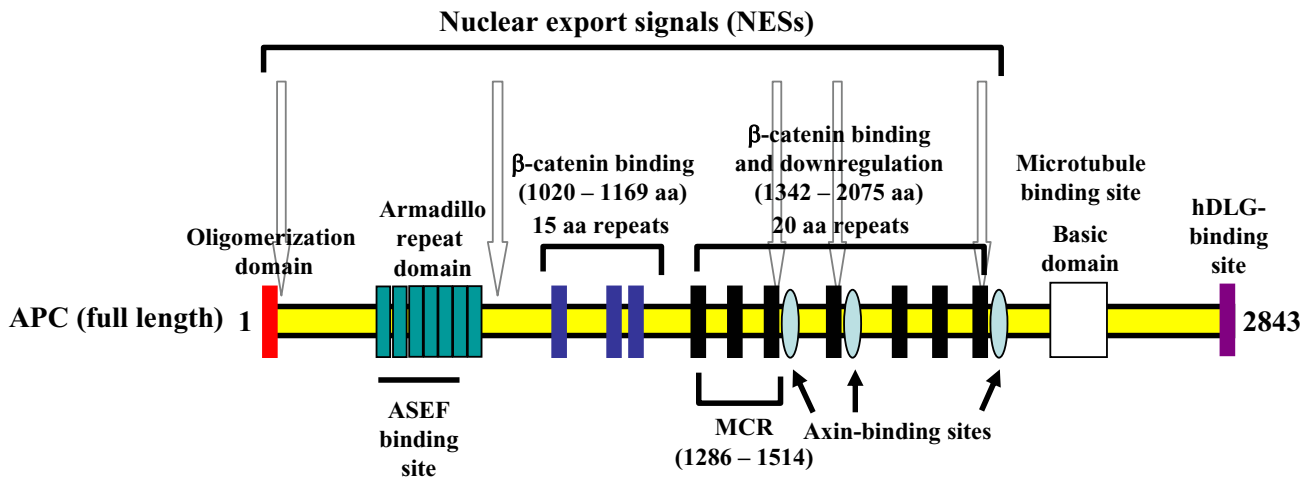 Nuclear export signals (NESs)
β-catenin binding
(1020 – 1169 aa)
15 aa repeats
β-catenin binding
and downregulation
(1342 – 2075 aa)
20 aa repeats
Microtubule
binding site
Basic
domain
hDLG-
binding
site
Oligomerization
domain
Armadillo
repeat
domain
APC (full length) 1
2843
ASEF
binding
site
MCR
(1286 – 1514)
Axin-binding sites